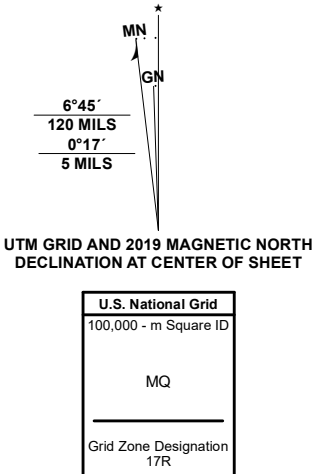 MN
GN
6°45´
120 MILS
0°17´
5 MILS
UTM GRID AND 2019 MAGNETIC NORTH
DECLINATION AT CENTER OF SHEET
U.S. National Grid
100,000 - m Square ID
MQ
Grid Zone Designation
17R